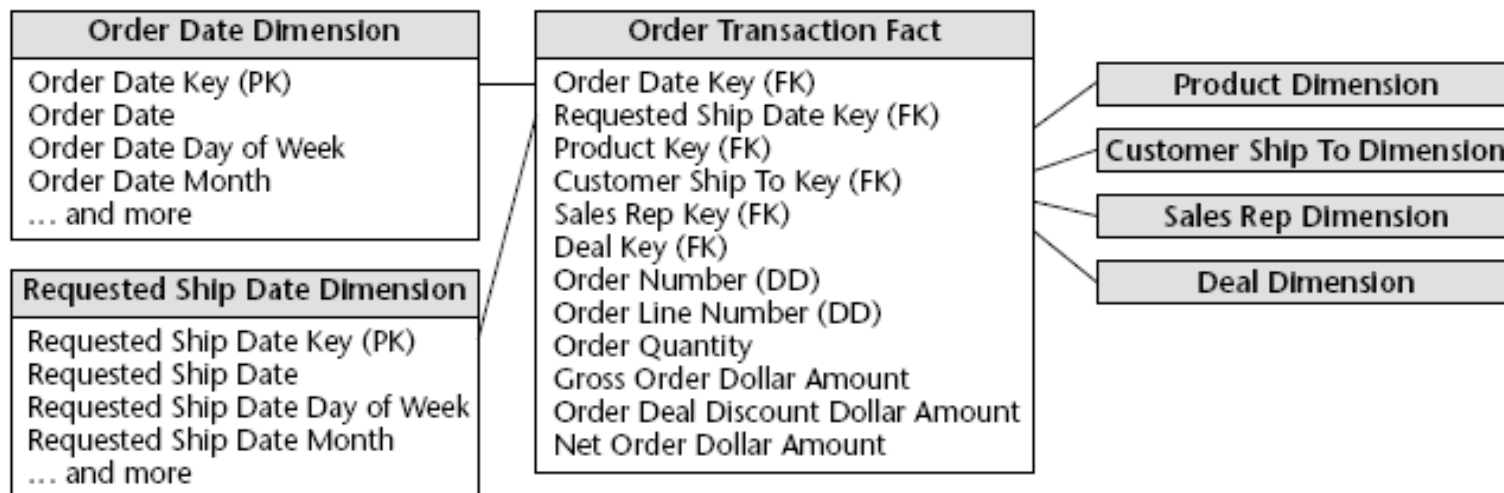 Order Date Dimension
Order Date Key (PK)
Order Date
Order Date Day of Week
Order Date Month
... and more
Requested Ship Date Dimension
Requested Ship Date Key (PK)
Requested Ship Date
Requested Ship Date Day of Week
Requested Ship Date Month
... and more
Order Transaction Fact
Order Date Key (FK)
Requested Ship Date Key (FK)
Product Key (FK)
Customer Ship To Key (FK)
Sales Rep Key (FK)
Deal Key (FK)
Order Number (DD)
Order Line Number (DD)
Order Quantity
Gross Order Dollar Amount
Order Deal Discount Dollar Amount
Net Order Dollar Amount
Product Dimension
Customer Ship To Dimension
Sales Rep Dimension
Deal Dimension